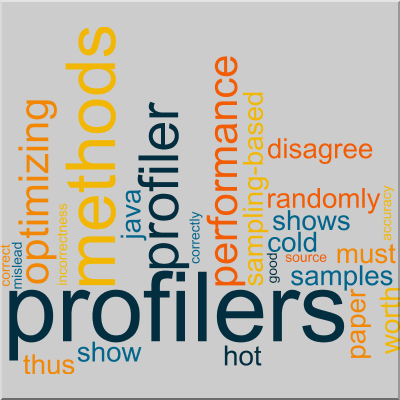 methods
performance
optimizing
profiler
java
correctly
sampling-based
disagree
randomly
accuracy
shows
cold
good
source
must
samples
incorrectness
correct
mislead
profilers
paper
worth
thus
show
hot